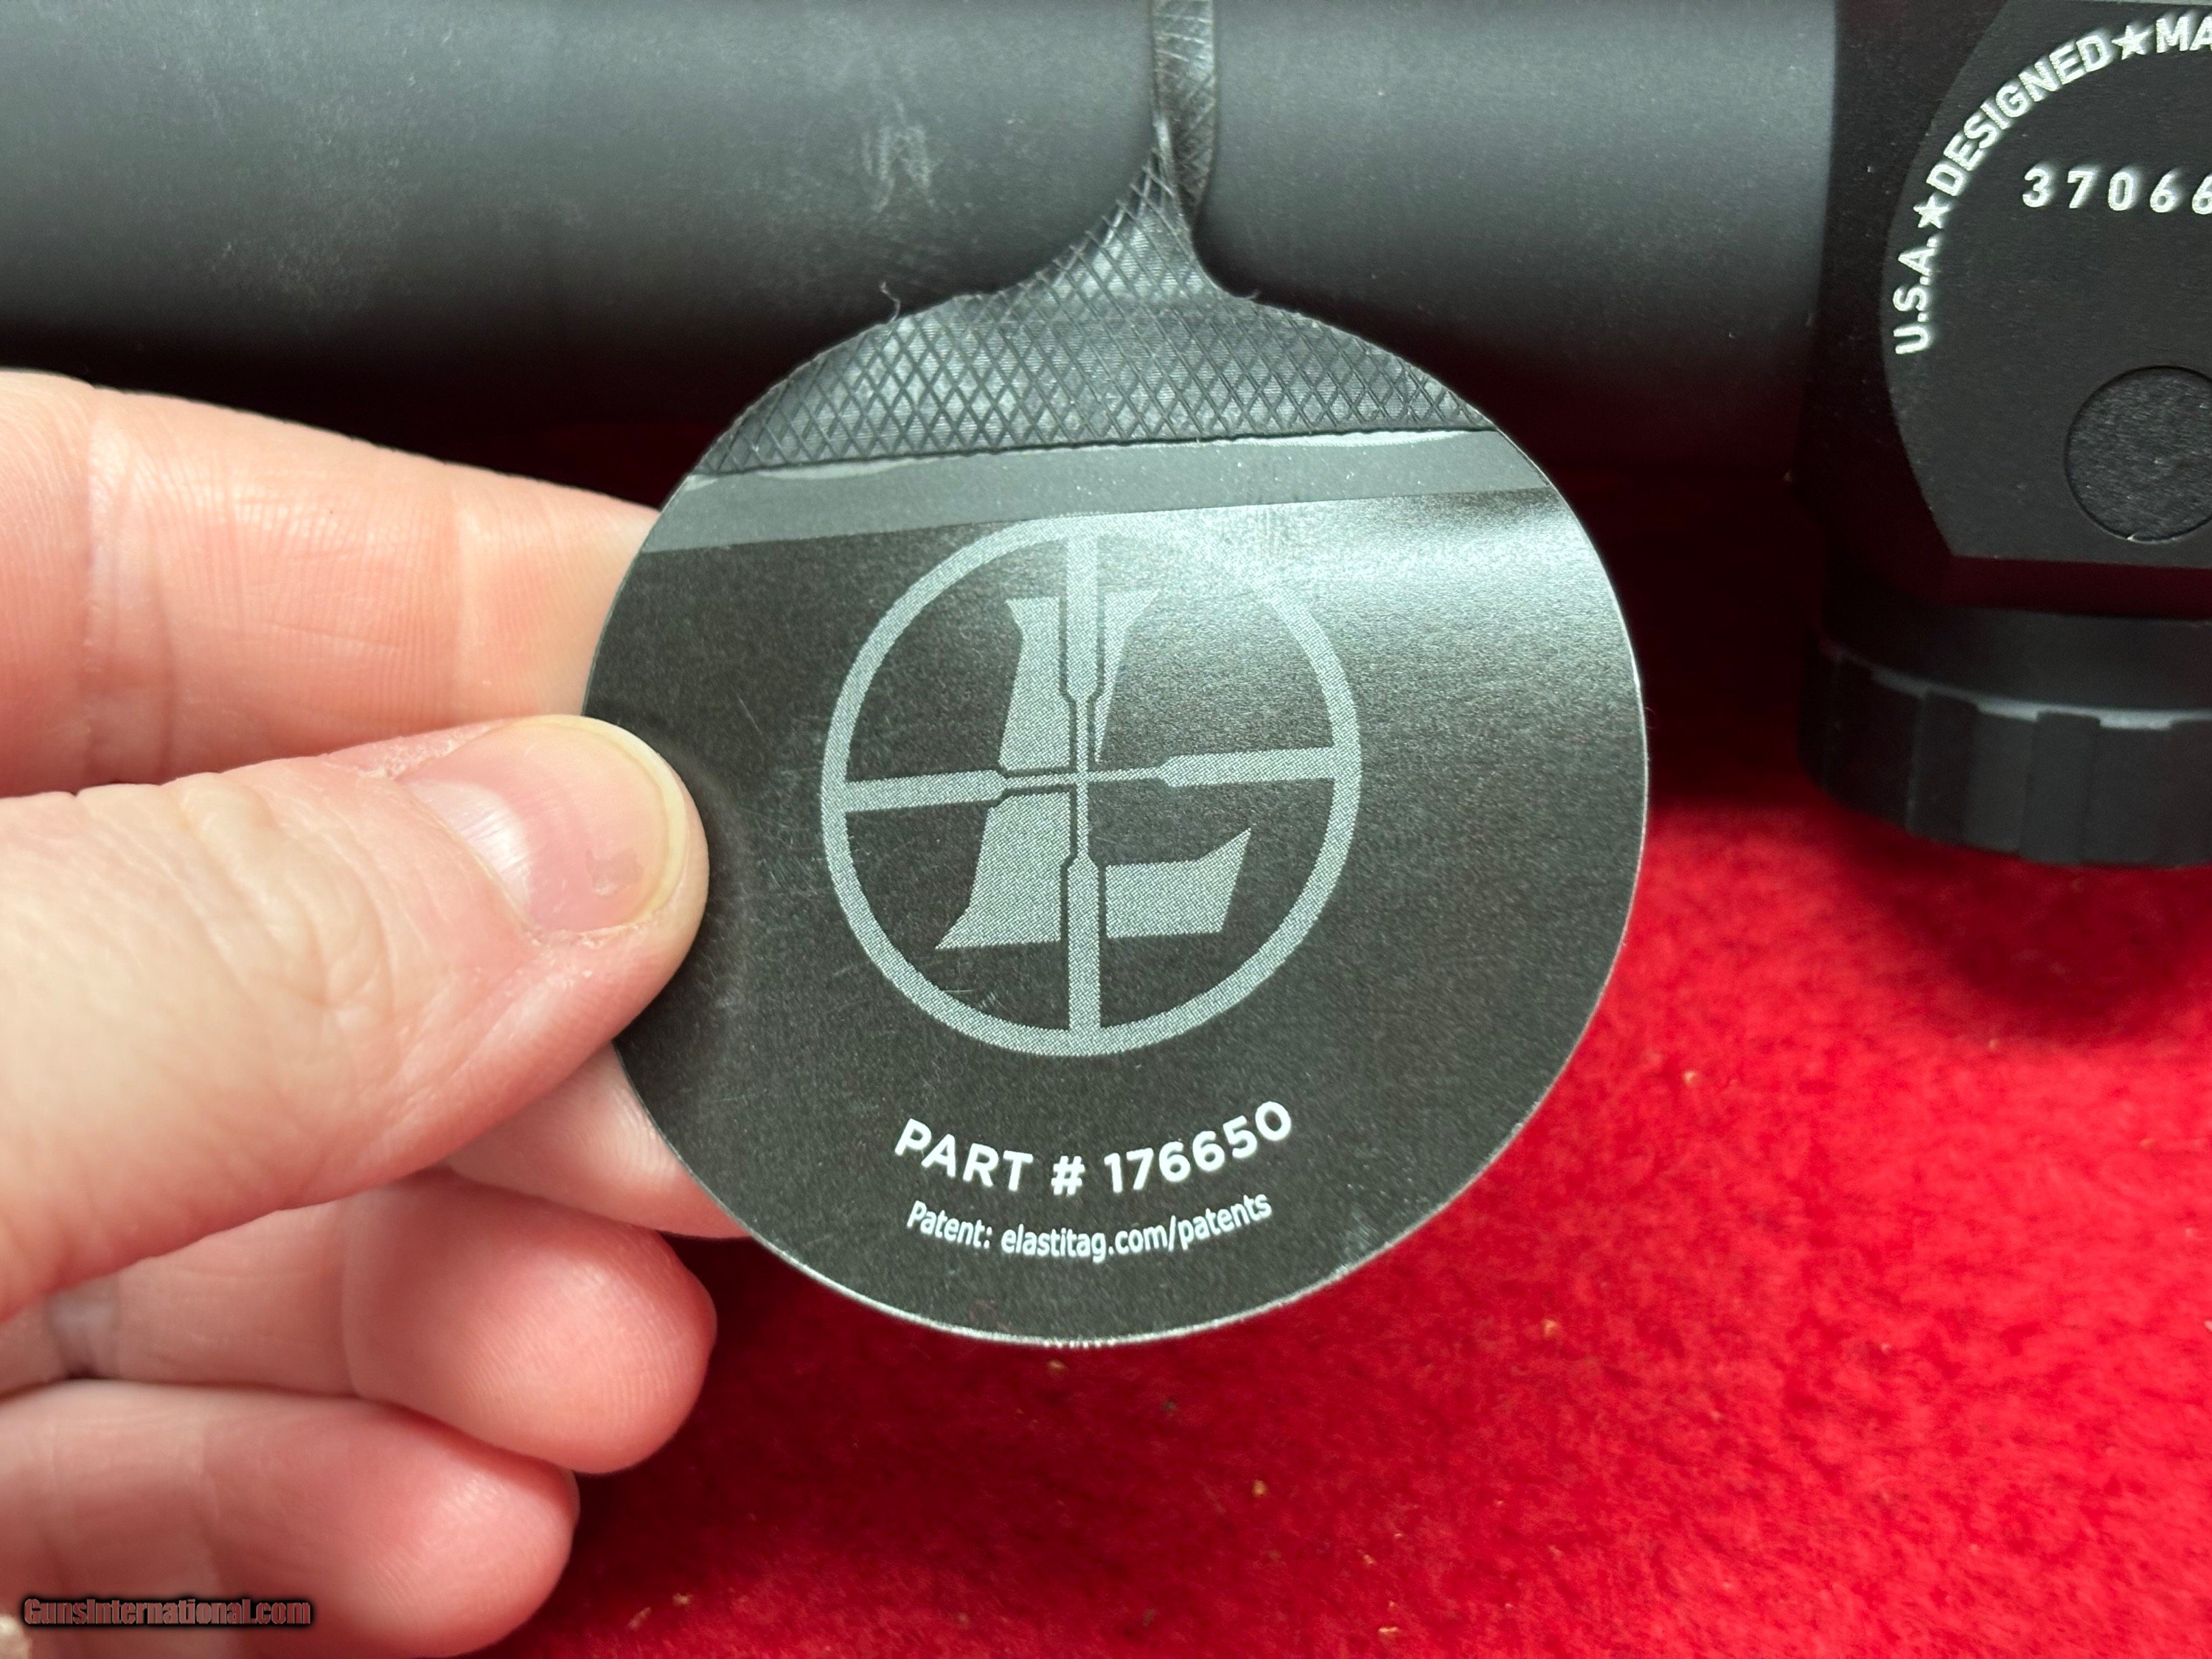 U.S.A.★DESIGNED★MA
37066
L
PART # 176650
Patent: elastitag.com/patents
GunsInternational.com